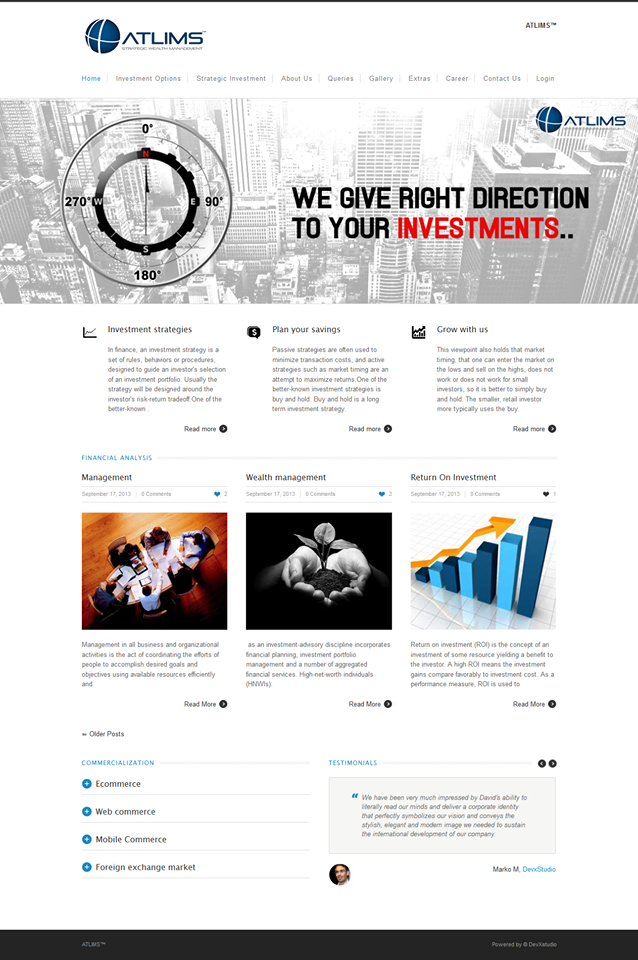 ATLIMS™
STRATEGIC WEALTH MANAGEMENT
ATLIMS™
Home
Investment Options
Strategic Investment
About Us
Queries
Gallery
Extras
Career
Contact Us
Login
ATLIMS
0°
N
270° W
E 90°
S
180°
WE GIVE RIGHT DIRECTION
TO YOUR INVESTMENTS..
Investment strategies
In finance, an investment strategy is a
set of rules, behaviors or procedures,
designed to guide an investor's selection
of an investment portfolio. Usually the
strategy will be designed around the
investor's risk-return tradeoff.One of the
better-known .
Read more
Plan your savings
Passive strategies are often used to
minimize transaction costs, and active
strategies such as market timing are an
attempt to maximize returns One of the
better-known investment strategies is
buy and hold. Buy and hold is a long
term investment strategy.
Read more
Grow with us
This viewpoint also holds that market
timing, that one can enter the market on
the lows and sell on the highs, does not
work or does not work for small
investors, so it is better to simply buy
and hold. The smaller, retail investor
more typically uses the buy.
Read more
FINANCIAL ANALYSIS
Management
September 17, 2013
0 Comments
2
Management in all business and organizational
activities is the act of coordinating the efforts of
people to accomplish desired goals and
objectives using available resources efficiently
and
Read More
Wealth management
September 17, 2013
0 Comments
2
as an investment-advisory discipline incorporates
financial planning, investment portfolio
management and a number of aggregated
financial services. High-net-worth individuals
(HNWIs)
Read More
Return On Investment
September 17, 2013
0 Comments
1
Return on investment (ROI) is the concept of an
investment of some resource yielding a benefit to
the investor. A high ROI means the investment
gains compare favorably to investment cost. As a
performance measure, ROI is used to
Read More
⇐ Older Posts
COMMERCIALIZATION
Ecommerce
Web commerce
Mobile Commerce
Foreign exchange market
TESTIMONIALS
“ We have been very much impressed by David's ability to
literally read our minds and deliver a corporate identity
that perfectly symbolizes our vision and conveys the
stylish, elegant and modern image we needed to sustain
the international development of our company.
Marko M, DevxStudio
ATLIMS™
Powered by © DevXstudio